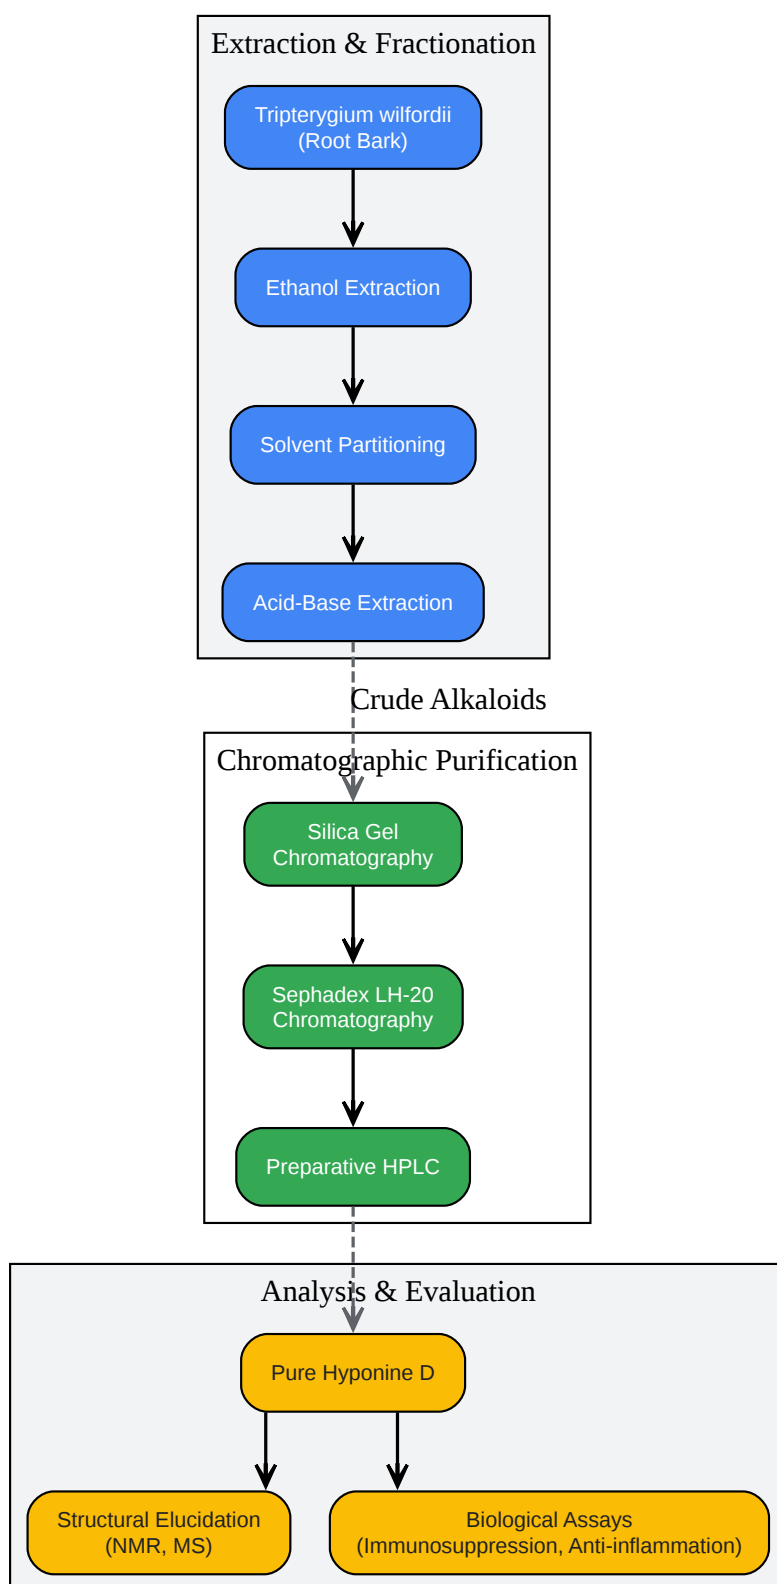 Extraction & Fractionation
Tripterygium wilfordii
(Root Bark)
Ethanol Extraction
Solvent Partitioning
Acid-Base Extraction
Crude Alkaloids
Chromatographic Purification
Silica Gel
Chromatography
Sephadex LH-20
Chromatography
Preparative HPLC
Analysis & Evaluation
Pure Hyponine D
Structural Elucidation
(NMR, MS)
Biological Assays
(Immunosuppression, Anti-inflammation)